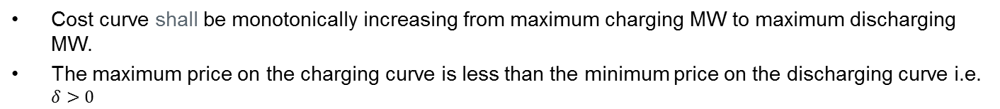 • Cost curve shall be monotonically increasing from maximum charging MW to maximum discharging
MW.
• The maximum price on the charging curve is less than the minimum price on the discharging curve i.e.
δ > 0